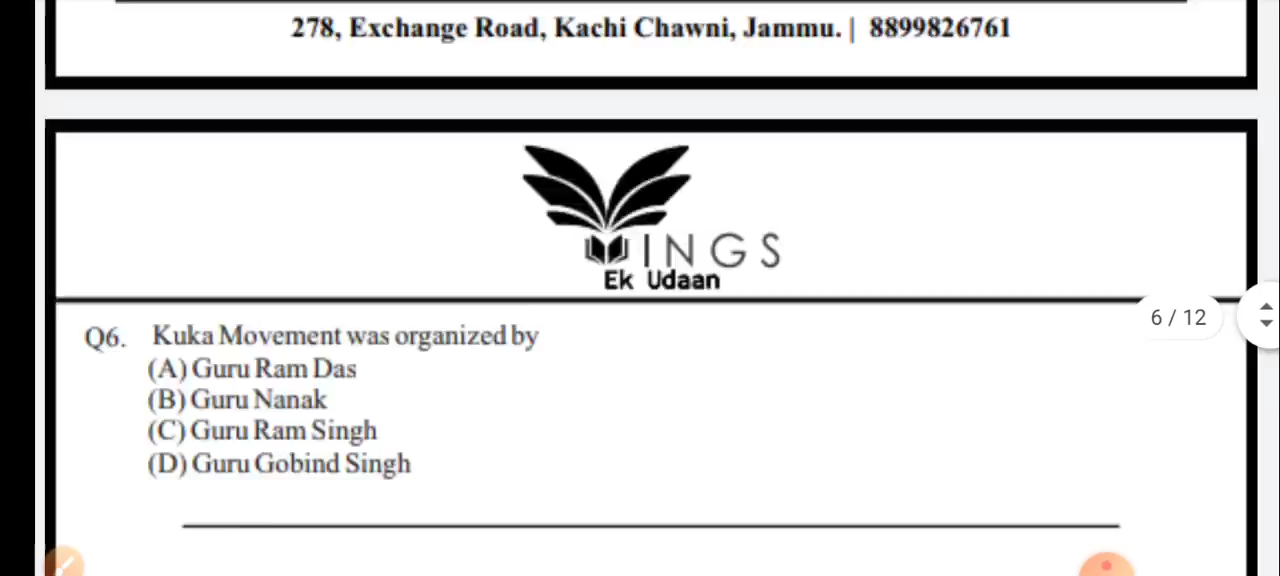 278, Exchange Road, Kachi Chawni, Jammu. | 8899826761
WINGS
Ek Udaan
6 / 12
Q6. Kuka Movement was organized by
(A) Guru Ram Das
(B) Guru Nanak
(C) Guru Ram Singh
(D) Guru Gobind Singh